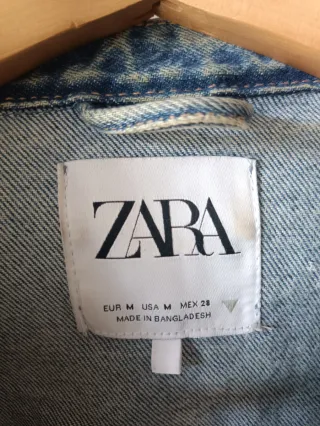 ZARA
EUR M USA M MEX 28
MADE IN BANGLADESH